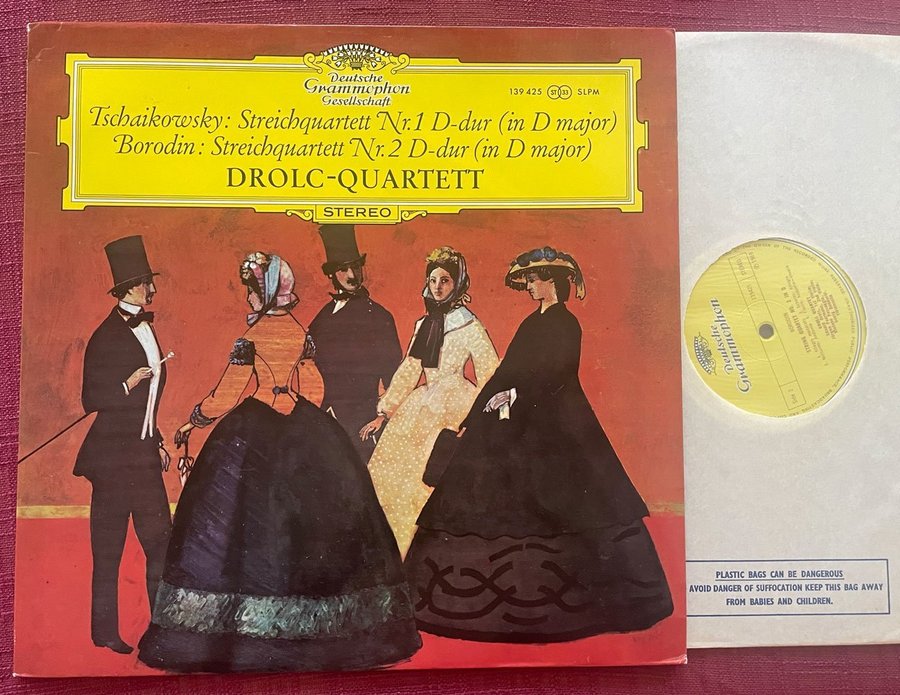 Deutsche
Grammophon
Gesellschaft
139 425 ST 33 SLPM
Tschaikowsky: Streichquartett Nr.1 D-dur (in D major)
Borodin: Streichquartett Nr.2 D-dur (in D major)
DROLC-QUARTETT
STEREO
Deutsche
Grammophon
PLASTIC BAGS CAN BE DANGEROUS
AVOID DANGER OF SUFFOCATION KEEP THIS BAG AWAY
FROM BABIES AND CHILDREN.